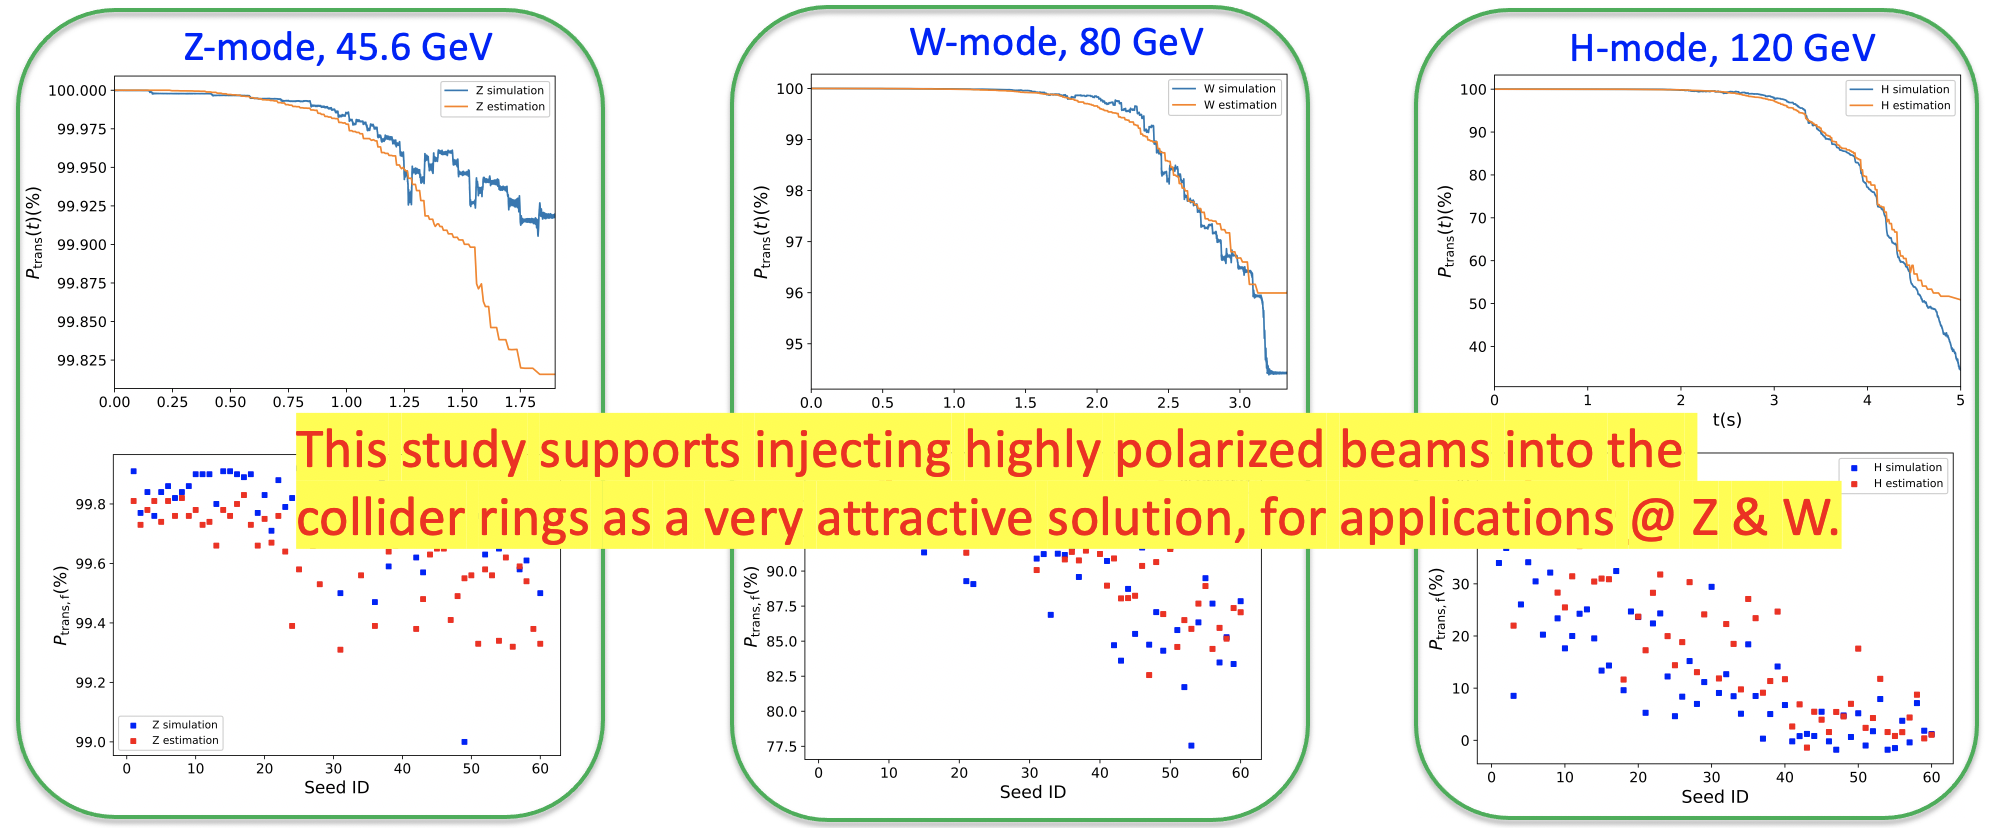 Z-mode, 45.6 GeV
W-mode, 80 GeV
H-mode, 120 GeV
Z simulation
Z estimation
100.000
99.975
99.950
99.925
99.900
99.875
99.850
99.825
P_trans(t)(%)
0.00 0.25 0.50 0.75 1.00 1.25 1.50 1.75
W simulation
W estimation
100
99
98
97
96
95
P_trans(t)(%)
0.0 0.5 1.0 1.5 2.0 2.5 3.0
H simulation
H estimation
100
90
80
70
60
50
40
P_trans(t)(%)
0 1 2 3 4 5
t(s)
This study supports injecting highly polarized beams into the
collider rings as a very attractive solution, for applications @ Z & W.
99.8
99.6
99.4
99.2
99.0
P_trans, f(%)
Z simulation
Z estimation
0 10 20 30 40 50 60
Seed ID
90.0
87.5
85.0
82.5
80.0
77.5
P_trans, f(%)
0 10 20 30 40 50 60
Seed ID
H simulation
H estimation
30
20
10
0
P_trans, f(%)
0 10 20 30 40 50 60
Seed ID